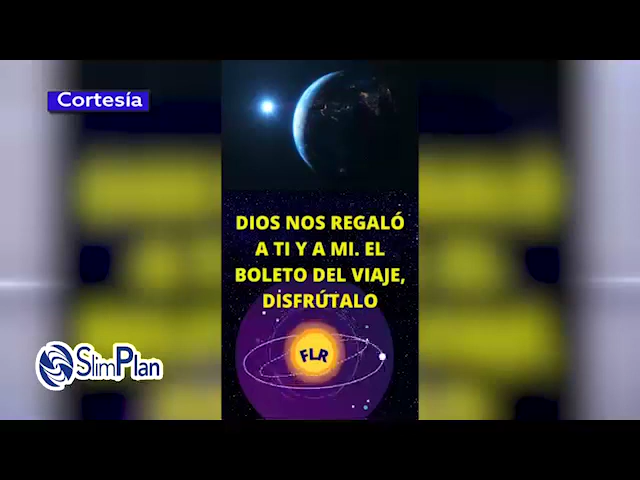 Cortesía
DIOS NOS REGALÓ
A TI Y A MI. EL
BOLETO DEL VIAJE,
DISFRÚTALO
FLR
SlimPlan